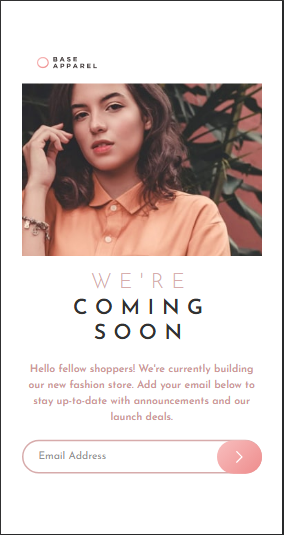 BASE
APPAREL
WE'RE
COMING
SOON
Hello fellow shoppers! We're currently building
our new fashion store. Add your email below to
stay up-to-date with announcements and our
launch deals.
Email Address